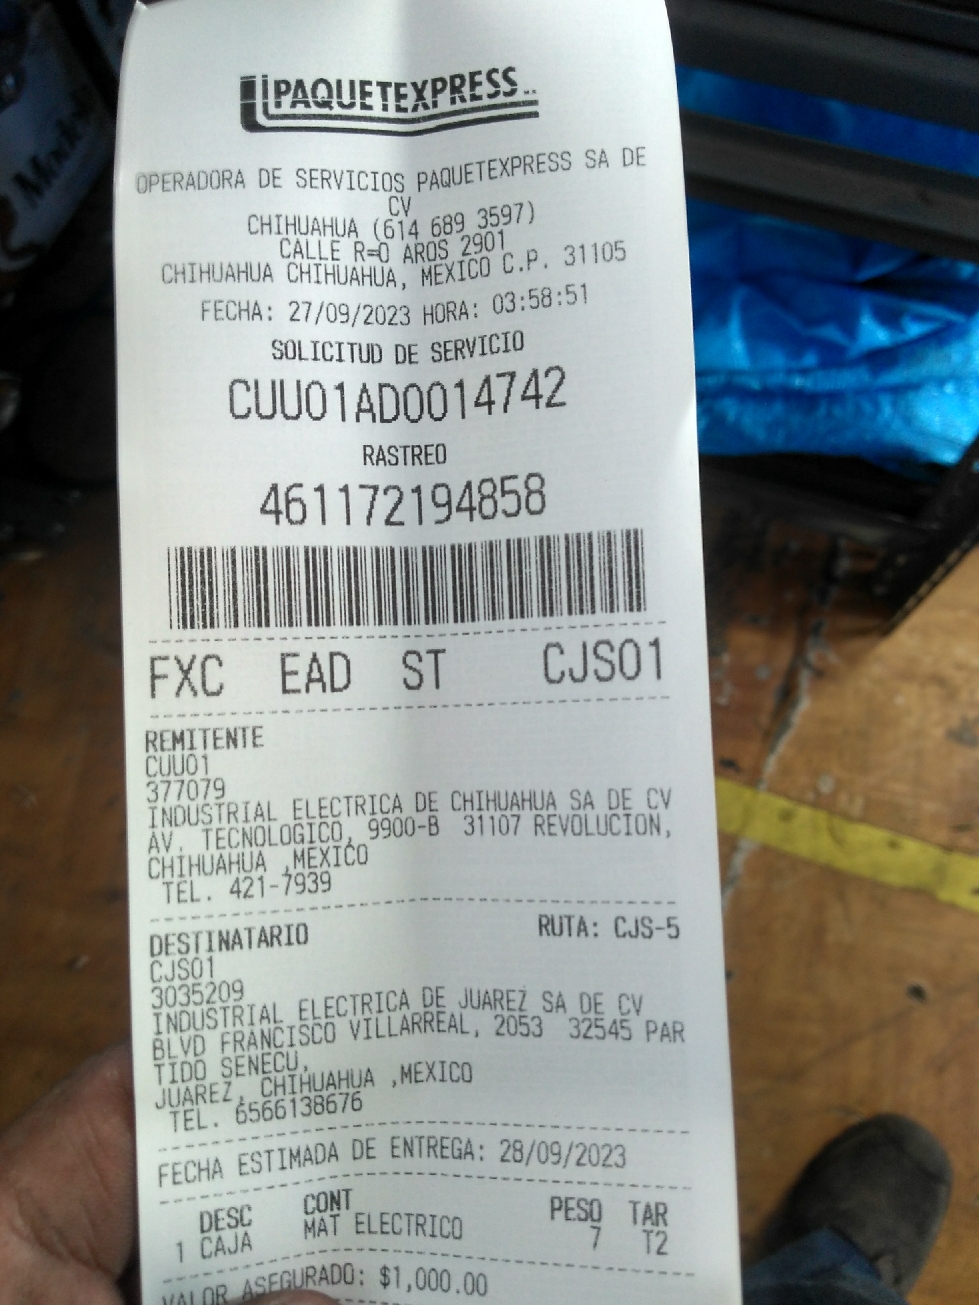 PAQUETEXPRESS
OPERADORA DE SERVICIOS PAQUETEXPRESS SA DE
CV
CHIHUAHUA (614 689 3597)
CALLE R=O AROS 2901
CHIHUAHUA CHIHUAHUA, MEXICO C.P. 31105
FECHA: 27/09/2023 HORA: 03:58:51
SOLICITUD DE SERVICIO
CUU01AD0014742
RASTREO
461172194858
FXC EAD ST CJS01
REMITENTE
CUU01
377079
INDUSTRIAL ELECTRICA DE CHIHUAHUA SA DE CV
AV. TECNOLOGICO, 9900-B 31107 REVOLUCION,
CHIHUAHUA ,MEXICO
TEL. 421-7939
DESTINATARIO RUTA: CJS-5
CJS01
3035209
INDUSTRIAL ELECTRICA DE JUAREZ SA DE CV
BLVD FRANCISCO VILLARREAL, 2053 32545 PAR
TIDO SENECU,
JUAREZ, CHIHUAHUA ,MEXICO
TEL. 6566138676
FECHA ESTIMADA DE ENTREGA: 28/09/2023
DESC CONT PESO TAR
1 CAJA MAT ELECTRICO 7 T2
VALOR ASEGURADO: $1,000.00